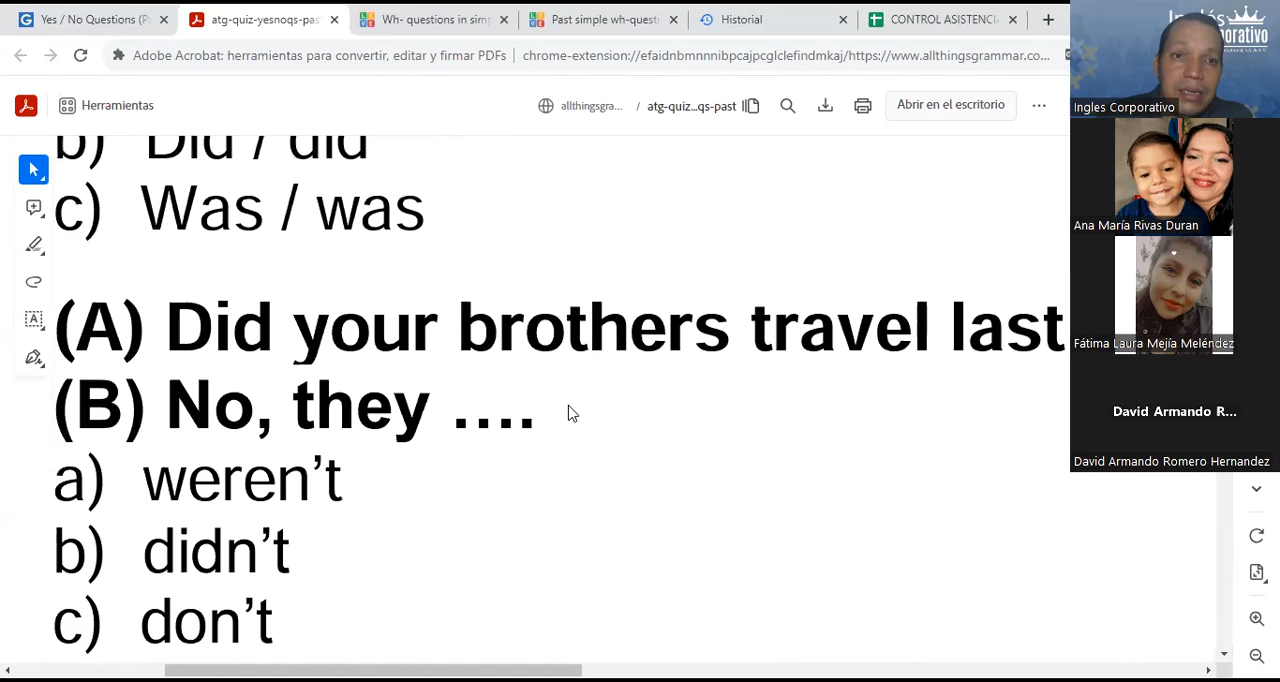 Yes / No Questions (P
atg-quiz-yesnoqs-pas
Wh- questions in sim
Past simple wh-quest
Historial
CONTROL ASISTENCI
Adobe Acrobat: herramientas para convertir, editar y firmar PDFs
chrome-extension://efaidnbmnnnibpcajpcglclefindmkaj/https://www.allthingsgrammar.co...
Herramientas
allthingsgra... / atg-quiz...qs-past
Abrir en el escritorio
b) Did / did
c) Was / was
(A) Did your brothers travel last
(B) No, they ....
a) weren't
b) didn't
c) don't
Inglés
orporativo
Ingles Corporativo
Ana María Rivas Duran
Fátima Laura Mejía Meléndez
David Armando R...
David Armando Romero Hernandez